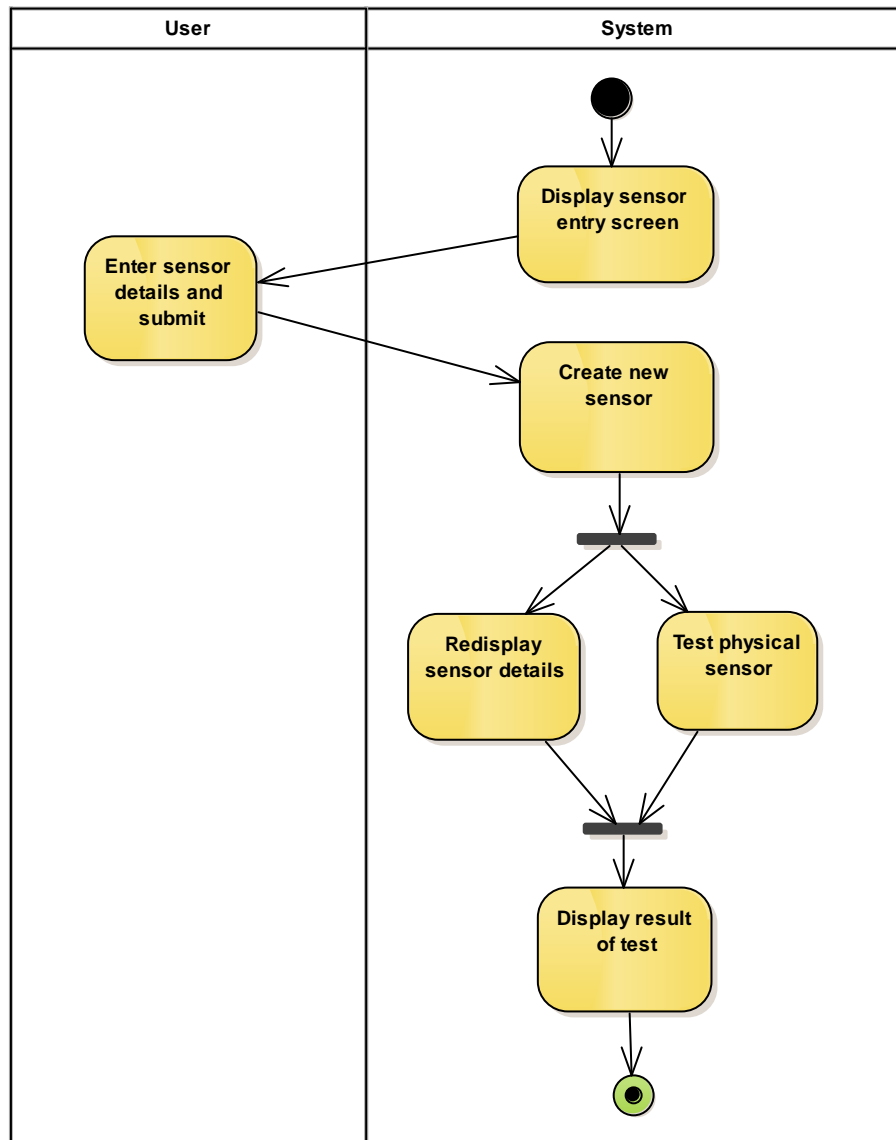 User
System
Display sensor
entry screen
Enter sensor
details and
submit
Create new
sensor
Redisplay
sensor details
Test physical
sensor
Display result
of test